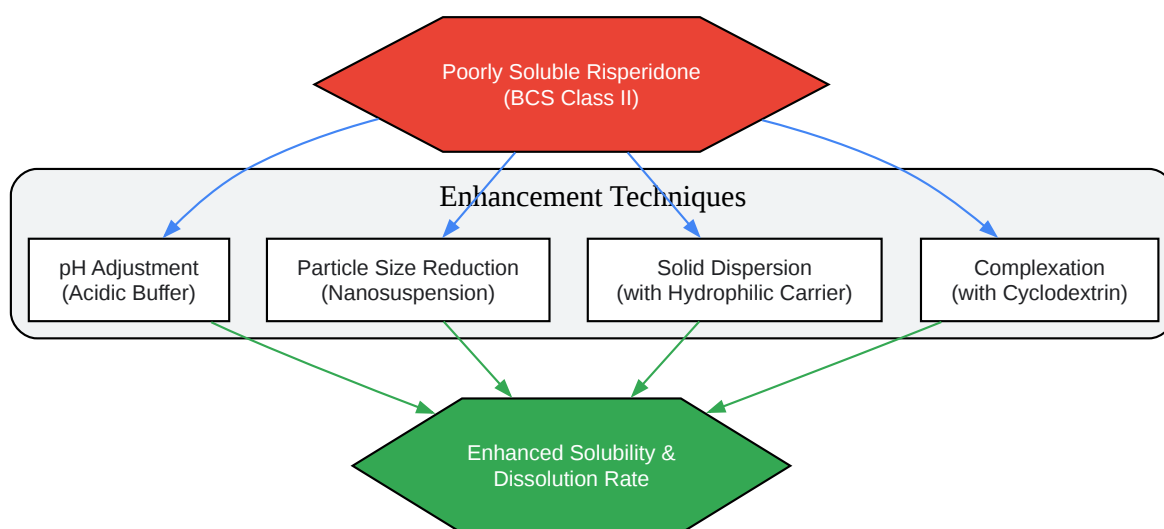 Poorly Soluble Risperidone
(BCS Class II)
Enhancement Techniques
pH Adjustment
(Acidic Buffer)
Particle Size Reduction
(Nanosuspension)
Solid Dispersion
(with Hydrophilic Carrier)
Complexation
(with Cyclodextrin)
Enhanced Solubility &
Dissolution Rate